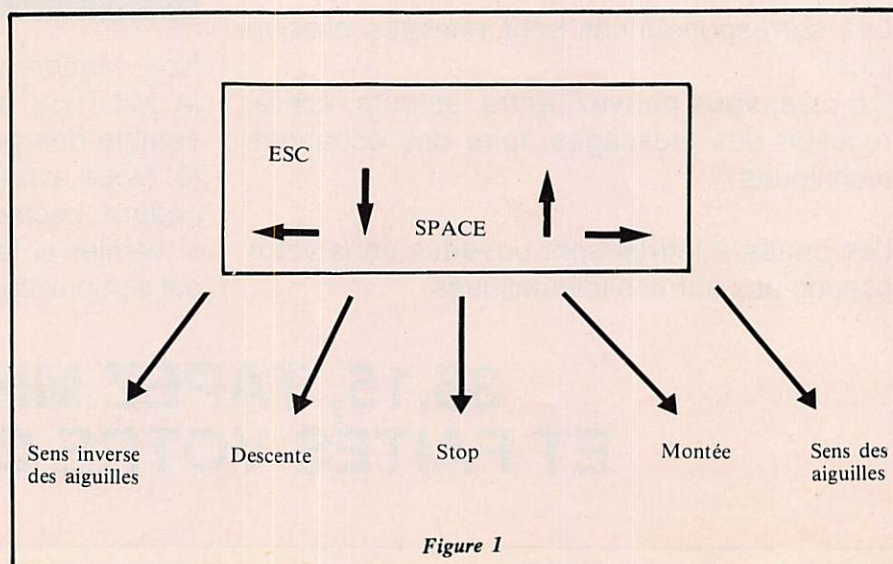 ESC
SPACE
Sens inverse
des aiguilles
Descente
Stop
Montée
Sens des
aiguilles
Figure 1